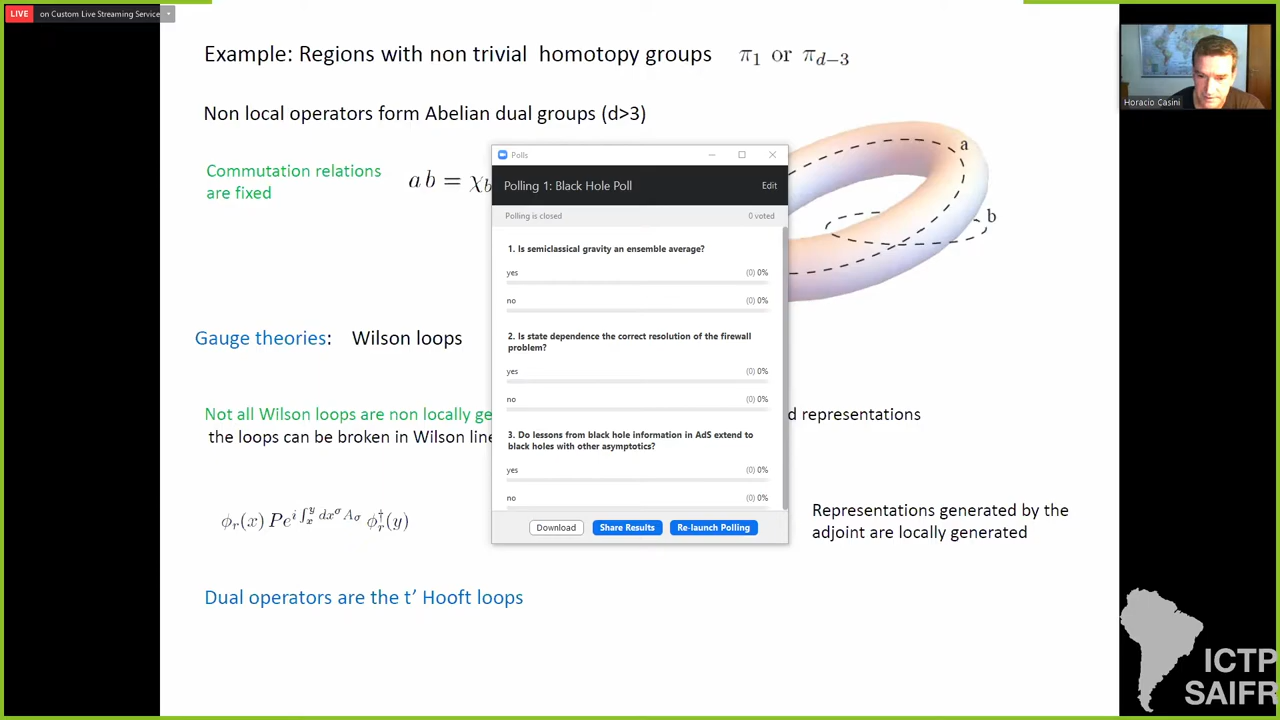 LIVE on Custom Live Streaming Service
Example: Regions with non trivial homotopy groups π₁ or π_{d−3}
Horacio Casini
Non local operators form Abelian dual groups (d>3)
Commutation relations
are fixed
a b = χ_b
a
b
Polls
Polling 1: Black Hole Poll Edit
Polling is closed 0 voted
1. Is semiclassical gravity an ensemble average?
yes (0) 0%
no (0) 0%
2. Is state dependence the correct resolution of the firewall
problem?
yes (0) 0%
no (0) 0%
3. Do lessons from black hole information in AdS extend to
black holes with other asymptotics?
yes (0) 0%
no (0) 0%
Download Share Results Re-launch Polling
Gauge theories: Wilson loops
Not all Wilson loops are non locally ge d representations
the loops can be broken in Wilson line
ϕ_r(x) P e^{i ∫_x^y dx^σ A_σ} ϕ_r^†(y)
Representations generated by the
adjoint are locally generated
Dual operators are the t’ Hooft loops
ICTP
SAIFR